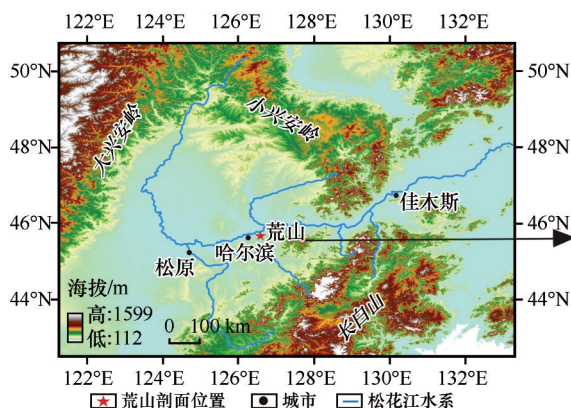 122°E 124°E 126°E 128°E 130°E 132°E
50°N 50°N
小兴安岭
大兴安岭
48°N 48°N
佳木斯
46°N 荒山 46°N
哈尔滨
松原
海拔/m
高:1599
低:112
0 100 km
44°N 长白山 44°N
122°E 124°E 126°E 128°E 130°E 132°E
荒山剖面位置 城市 松花江水系